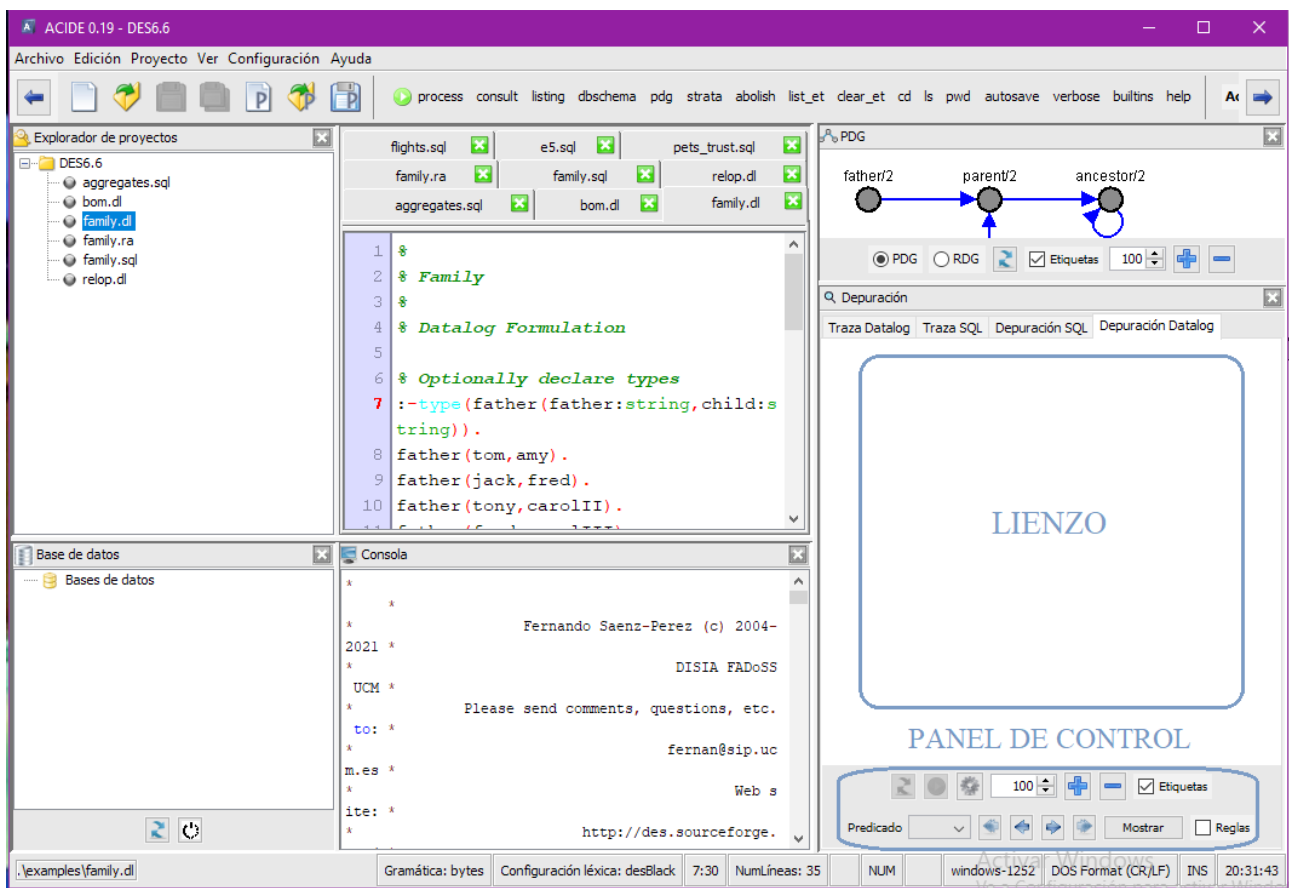 ACIDE 0.19 - DES6.6
Archivo Edición Proyecto Ver Configuración Ayuda
process consult listing dbschema pdg strata abolish list_et clear_et cd ls pwd autosave verbose builtins help
Explorador de proyectos
DES6.6
aggregates.sql
bom.dl
family.dl
family.ra
family.sql
relop.dl
flights.sql e5.sql pets_trust.sql
family.ra family.sql relop.dl
aggregates.sql bom.dl family.dl
1 %
2 % Family
3 %
4 % Datalog Formulation
5
6 % Optionally declare types
7 :-type(father(father:string,child:s
tring)).
8 father(tom,amy).
9 father(jack,fred).
10 father(tony,carolII).
PDG
father/2 parent/2 ancestor/2
PDG RDG Etiquetas 100
Depuración
Traza Datalog Traza SQL Depuración SQL Depuración Datalog
LIENZO
PANEL DE CONTROL
100 Etiquetas
Predicado Mostrar Reglas
Base de datos
Bases de datos
Consola
*
*
* Fernando Saenz-Perez (c) 2004-
2021 *
* DISIA FADoSS
UCM *
* Please send comments, questions, etc.
to: *
* fernan@sip.uc
m.es *
* Web s
ite: *
* http://des.sourceforge.
Activar Windows
.\examples\family.dl Gramática: bytes Configuración léxica: desBlack 7:30 NumLíneas: 35 NUM windows-1252 DOS Format (CR/LF) INS 20:31:43